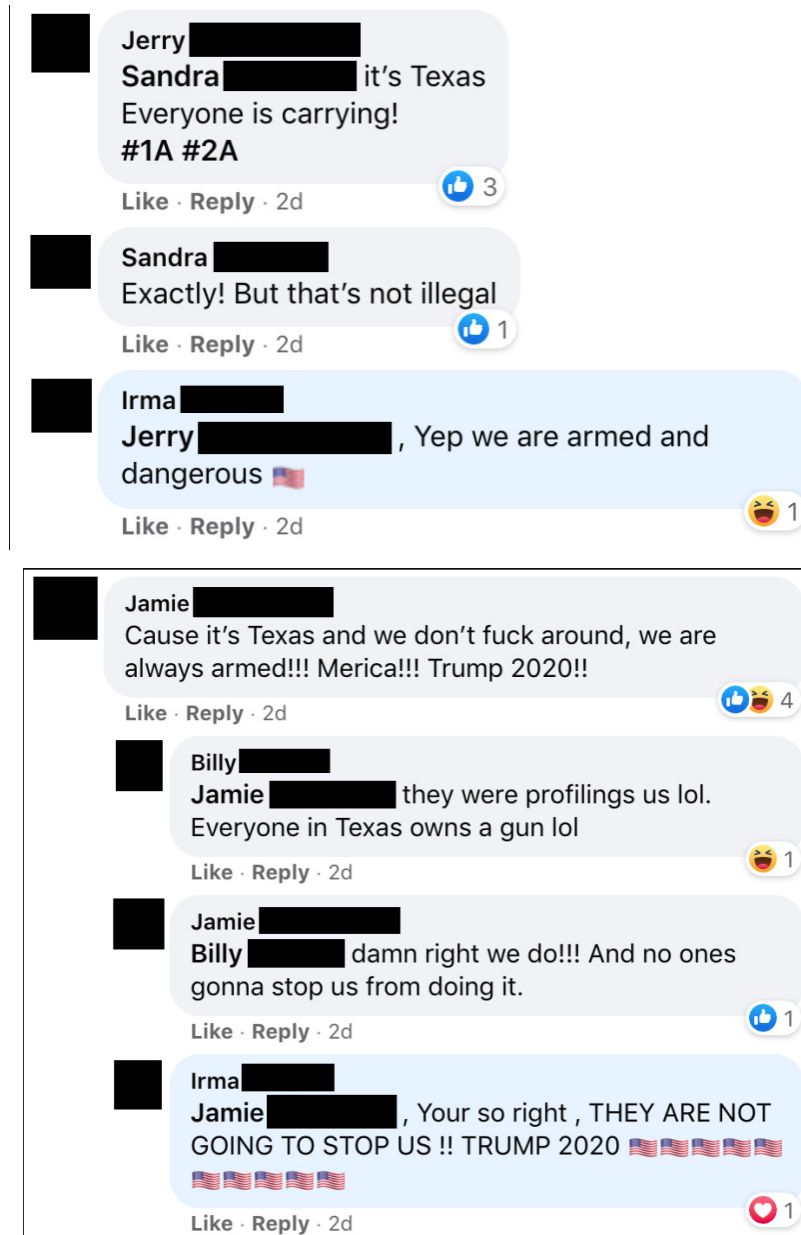 Jerry
Sandra it's Texas
Everyone is carrying!
#1A #2A
3
Like · Reply · 2d
Sandra
Exactly! But that's not illegal
1
Like · Reply · 2d
Irma
Jerry , Yep we are armed and
dangerous 🇺🇸
1
Like · Reply · 2d
Jamie
Cause it's Texas and we don't fuck around, we are
always armed!!! Merica!!! Trump 2020!!
4
Like · Reply · 2d
Billy
Jamie they were profilings us lol.
Everyone in Texas owns a gun lol
1
Like · Reply · 2d
Jamie
Billy damn right we do!!! And no ones
gonna stop us from doing it.
1
Like · Reply · 2d
Irma
Jamie , Your so right , THEY ARE NOT
GOING TO STOP US !! TRUMP 2020 🇺🇸🇺🇸🇺🇸🇺🇸🇺🇸
🇺🇸🇺🇸🇺🇸🇺🇸🇺🇸
1
Like · Reply · 2d